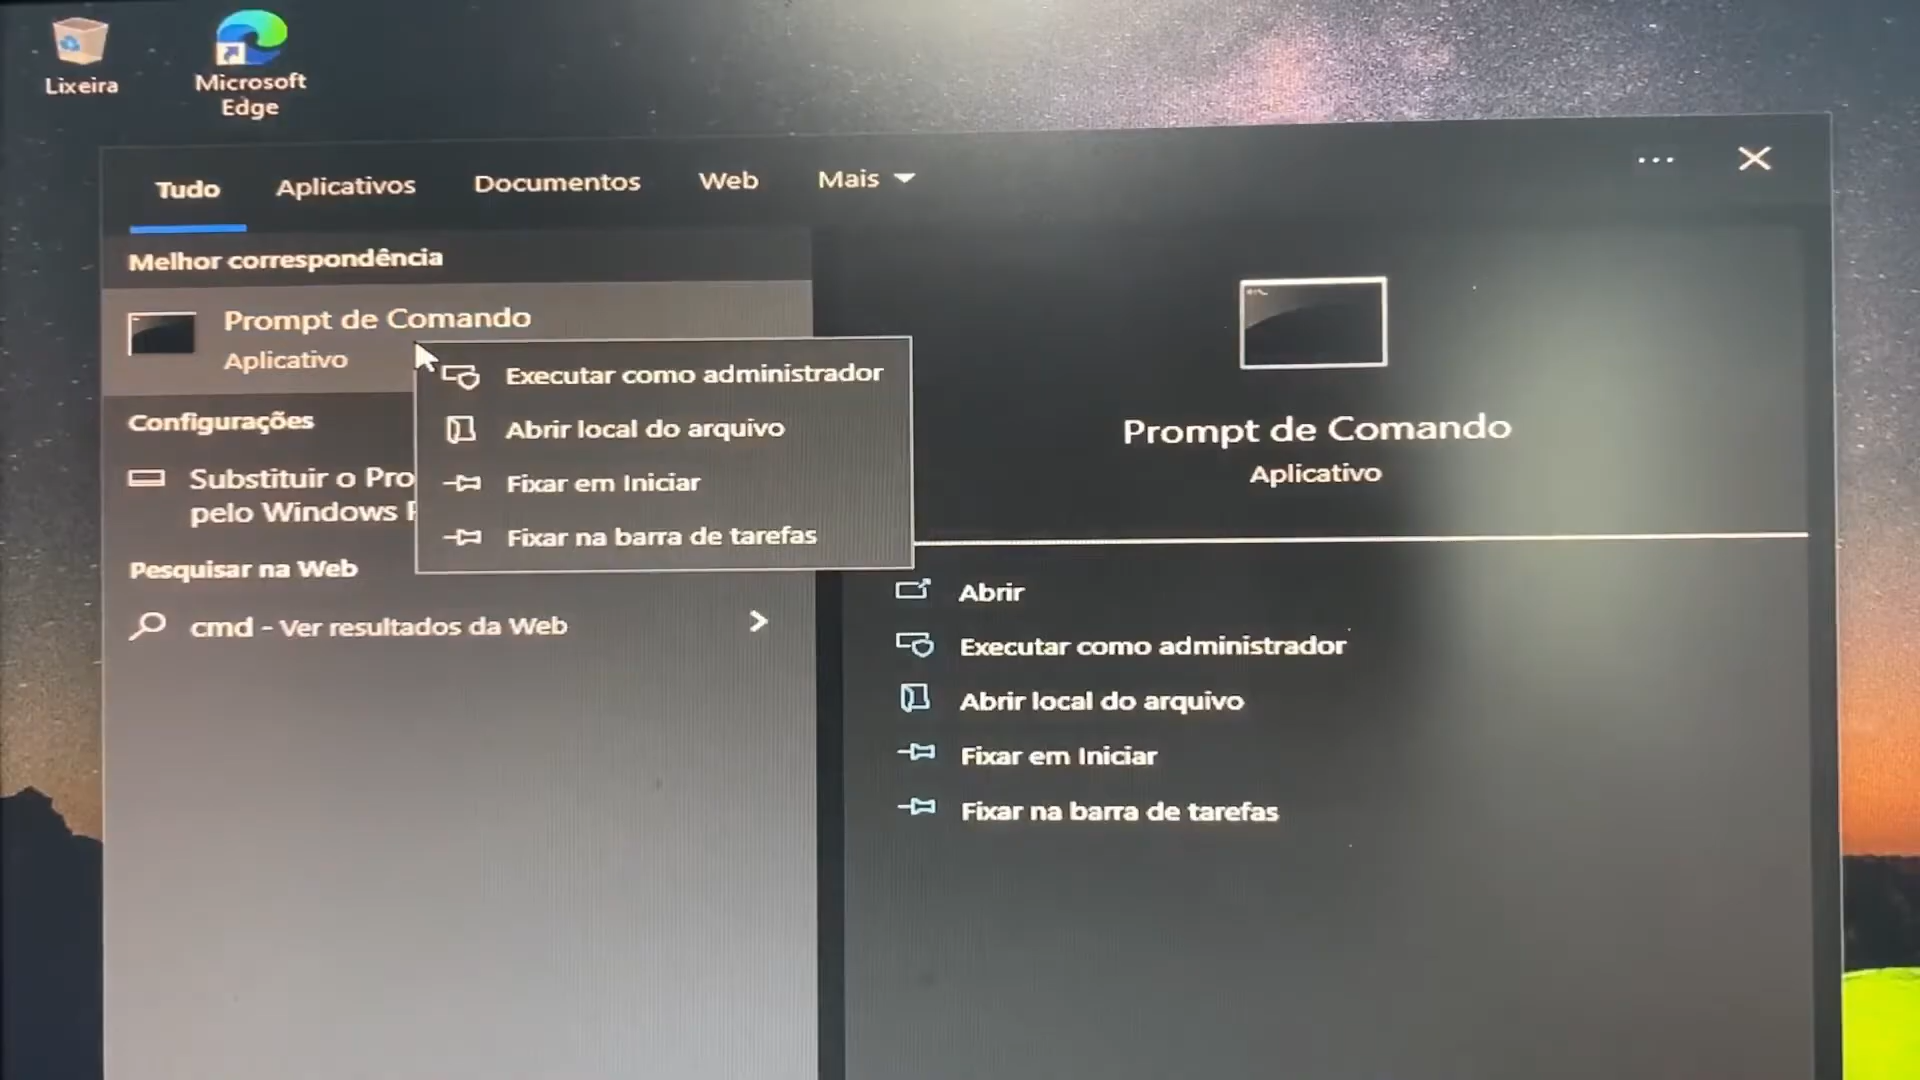 Lixeira
Microsoft
Edge
Tudo
Aplicativos
Documentos
Web
Mais
Melhor correspondência
Prompt de Comando
Aplicativo
Executar como administrador
Abrir local do arquivo
Fixar em Iniciar
Fixar na barra de tarefas
Configurações
Substituir o Pro
pelo Windows
Pesquisar na Web
cmd - Ver resultados da Web
Prompt de Comando
Aplicativo
Abrir
Executar como administrador
Abrir local do arquivo
Fixar em Iniciar
Fixar na barra de tarefas